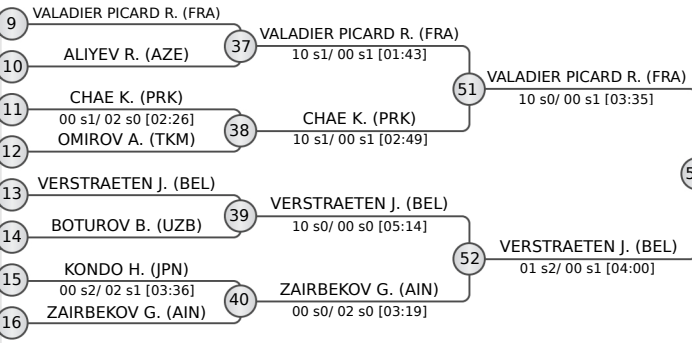 9
VALADIER PICARD R. (FRA)
37
VALADIER PICARD R. (FRA)
10 s1/ 00 s1 [01:43]
10
ALIYEV R. (AZE)
51
VALADIER PICARD R. (FRA)
10 s0/ 00 s1 [03:35]
11
CHAE K. (PRK)
00 s1/ 02 s0 [02:26]
38
CHAE K. (PRK)
10 s1/ 00 s1 [02:49]
12
OMIROV A. (TKM)
5
13
VERSTRAETEN J. (BEL)
39
VERSTRAETEN J. (BEL)
10 s0/ 00 s0 [05:14]
14
BOTUROV B. (UZB)
52
VERSTRAETEN J. (BEL)
01 s2/ 00 s1 [04:00]
15
KONDO H. (JPN)
00 s2/ 02 s1 [03:36]
40
ZAIRBEKOV G. (AIN)
00 s0/ 02 s0 [03:19]
16
ZAIRBEKOV G. (AIN)